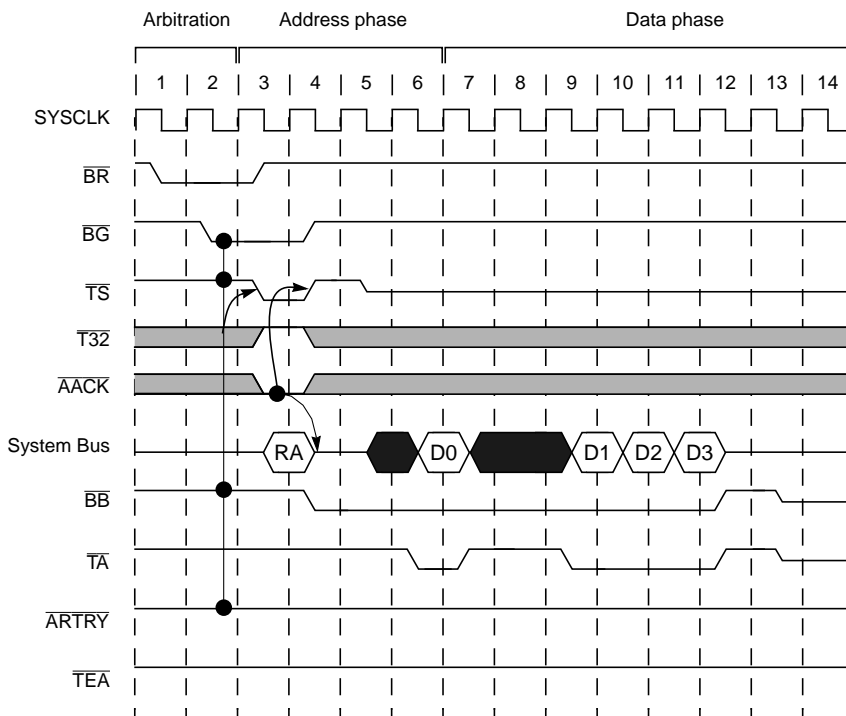 Arbitration Address phase Data phase
1 2 3 4 5 6 7 8 9 10 11 12 13 14
SYSCLK
BR
BG
TS
T32
AACK
System Bus RA D0 D1 D2 D3
BB
TA
ARTRY
TEA